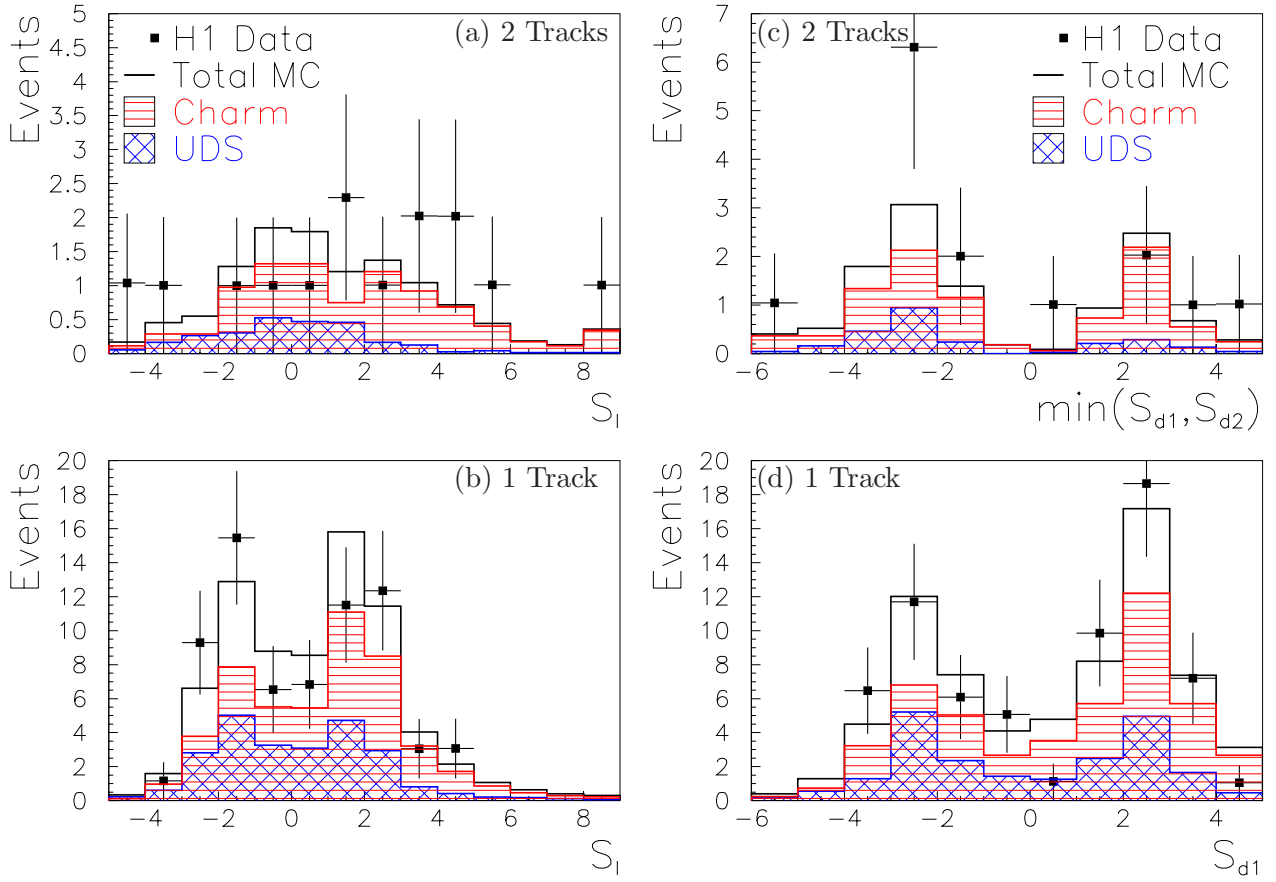 (a) 2 Tracks
H1 Data
Total MC
Charm
UDS
Events
5
4.5
4
3.5
3
2.5
2
1.5
1
0.5
0
-4 -2 0 2 4 6 8
S_l
(c) 2 Tracks
H1 Data
Total MC
Charm
UDS
Events
7
6
5
4
3
2
1
0
-6 -4 -2 0 2 4
min(S_d1,S_d2)
(b) 1 Track
Events
20
18
16
14
12
10
8
6
4
2
0
-4 -2 0 2 4 6 8
S_l
(d) 1 Track
Events
20
18
16
14
12
10
8
6
4
2
0
-6 -4 -2 0 2 4
S_d1